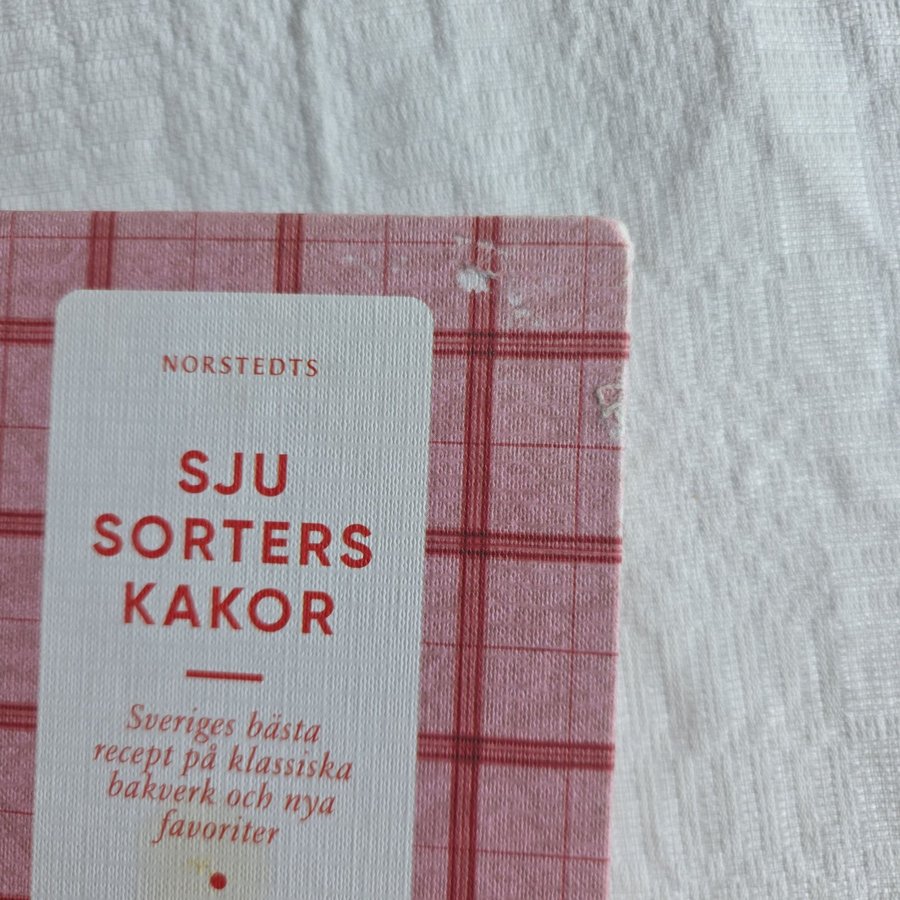 NORSTEDTS
SJU
SORTERS
KAKOR
Sveriges bästa
recept på klassiska
bakverk och nya
favoriter